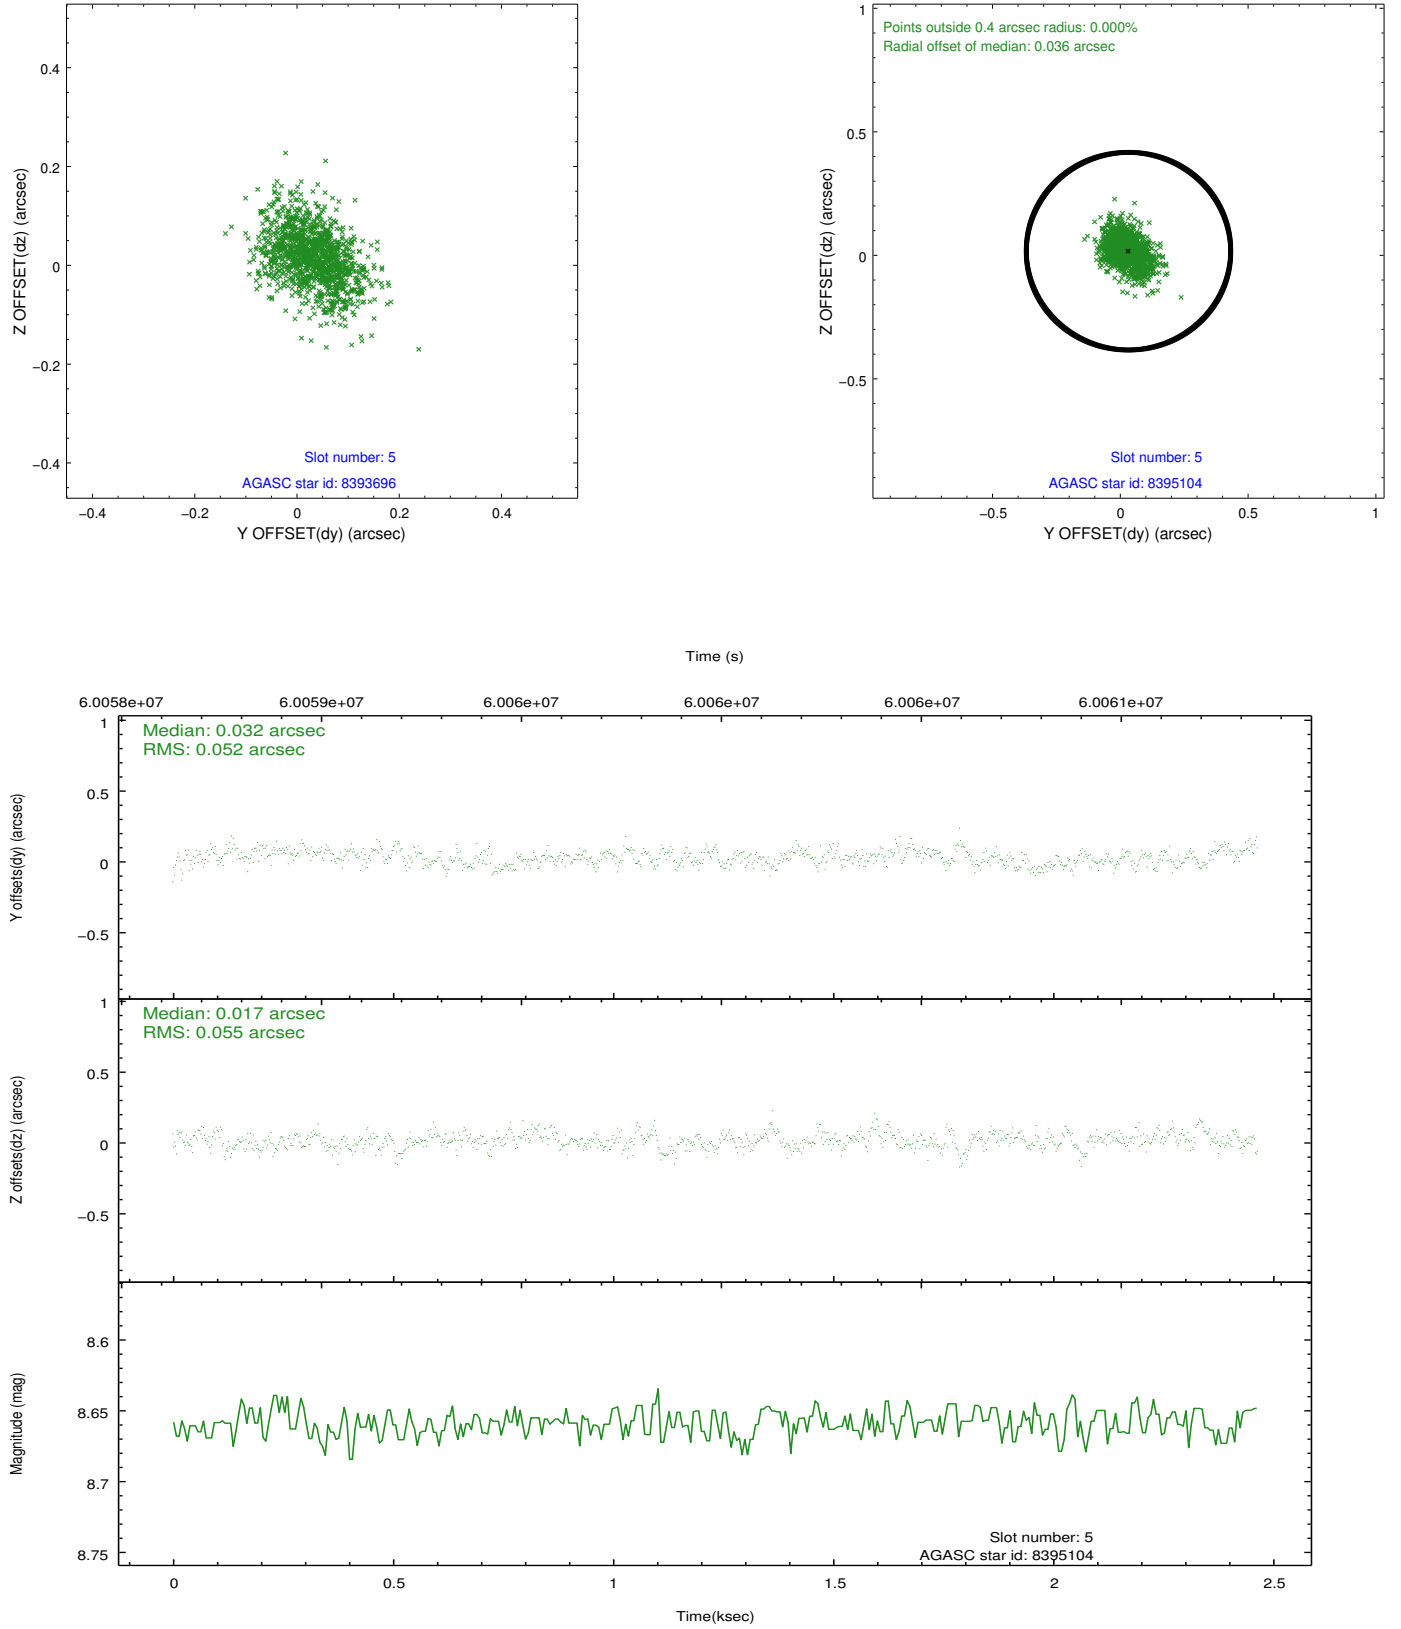 0.4
0.2
0
−0.2
−0.4
Z OFFSET(dz) (arcsec)
Slot number: 5
AGASC star id: 8393696
−0.4
−0.2
0
0.2
0.4
Y OFFSET(dy) (arcsec)
1
0.5
0
−0.5
Z OFFSET(dz) (arcsec)
Points outside 0.4 arcsec radius: 0.000%
Radial offset of median: 0.036 arcsec
Slot number: 5
AGASC star id: 8395104
−0.5
0
0.5
1
Y OFFSET(dy) (arcsec)
Time (s)
6.0058e+07
6.0059e+07
6.006e+07
6.006e+07
6.006e+07
6.0061e+07
1
0.5
0
−0.5
Y offsets(dy) (arcsec)
Median: 0.032 arcsec
RMS: 0.052 arcsec
1
0.5
0
−0.5
Z offsets(dz) (arcsec)
Median: 0.017 arcsec
RMS: 0.055 arcsec
8.6
8.65
8.7
8.75
Magnitude (mag)
Slot number: 5
AGASC star id: 8395104
0
0.5
1
1.5
2
2.5
Time(ksec)